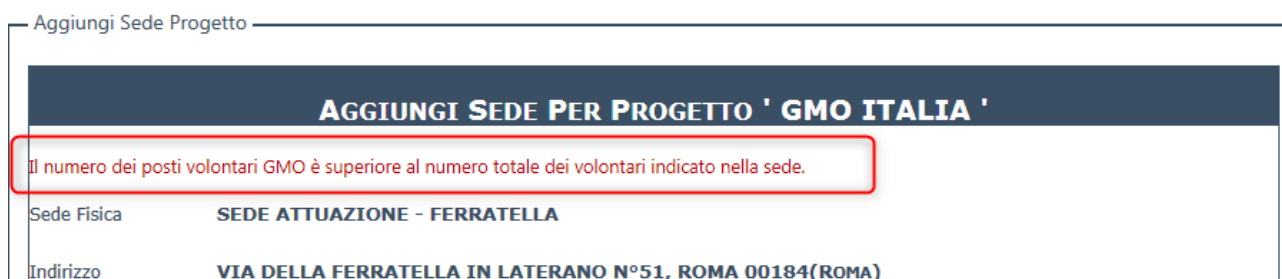 Aggiungi Sede Progetto
AGGIUNGI SEDE PER PROGETTO ' GMO ITALIA '
Il numero dei posti volontari GMO è superiore al numero totale dei volontari indicato nella sede.
Sede Fisica SEDE ATTUAZIONE - FERRATELLA
Indirizzo VIA DELLA FERRATELLA IN LATERANO N°51, ROMA 00184(ROMA)